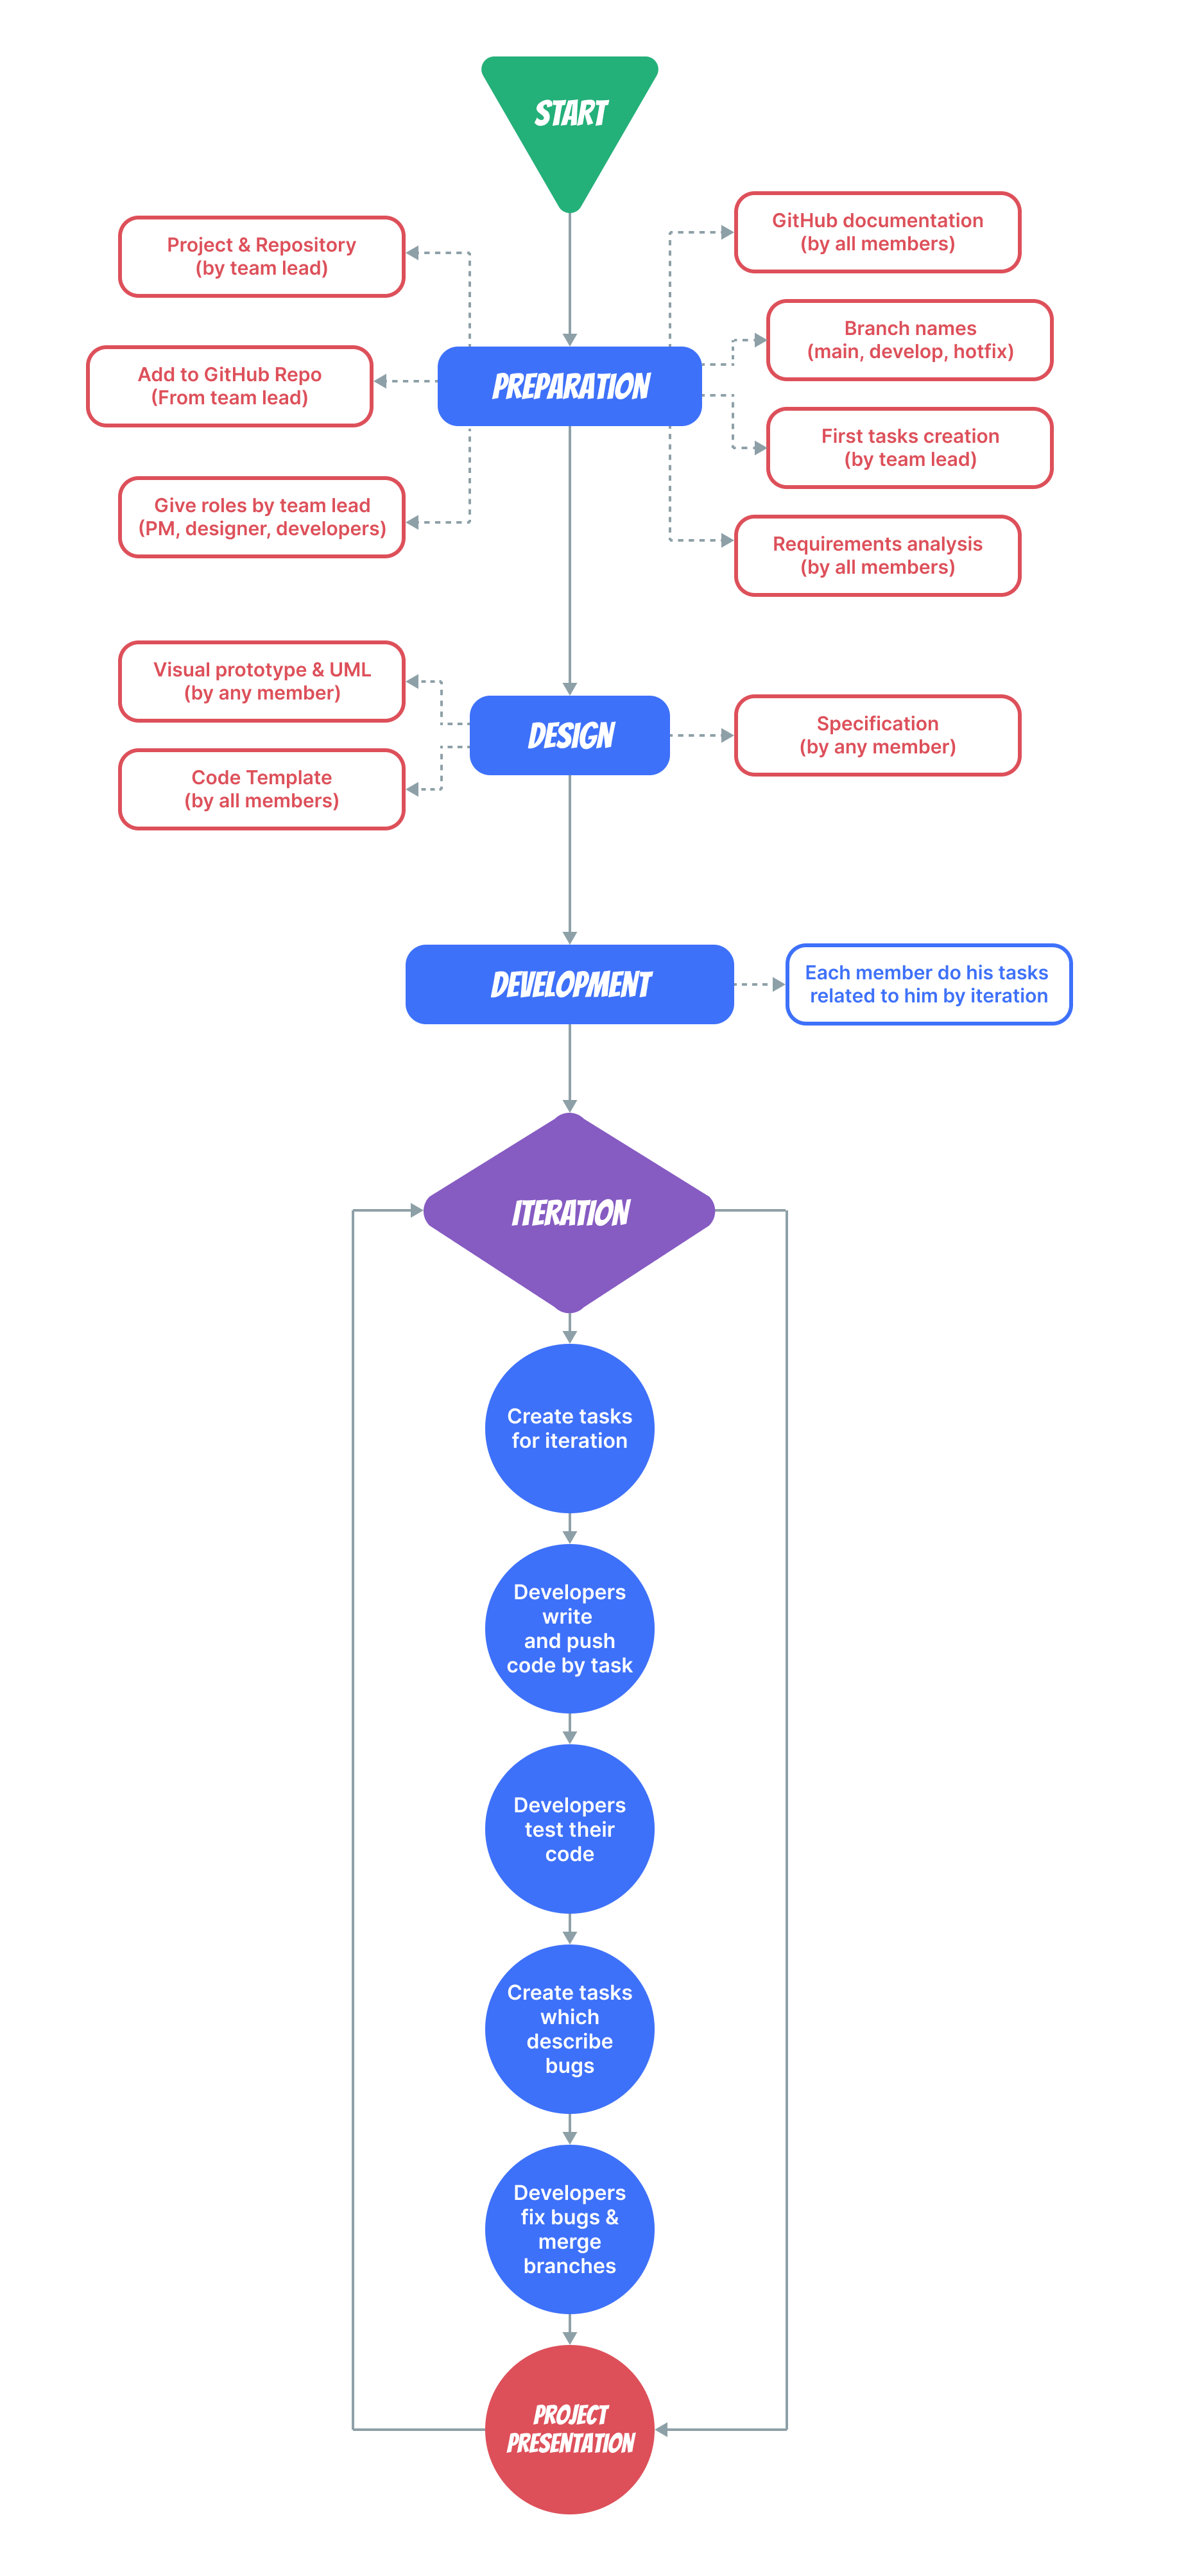 START
Project & Repository
(by team lead)
GitHub documentation
(by all members)
Branch names
(main, develop, hotfix)
Add to GitHub Repo
(From team lead)
PREPARATION
First tasks creation
(by team lead)
Give roles by team lead
(PM, designer, developers)
Requirements analysis
(by all members)
Visual prototype & UML
(by any member)
DESIGN
Specification
(by any member)
Code Template
(by all members)
DEVELOPMENT
Each member do his tasks
related to him by iteration
ITERATION
Create tasks
for iteration
Developers
write
and push
code by task
Developers
test their
code
Create tasks
which
describe
bugs
Developers
fix bugs &
merge
branches
PROJECT
PRESENTATION